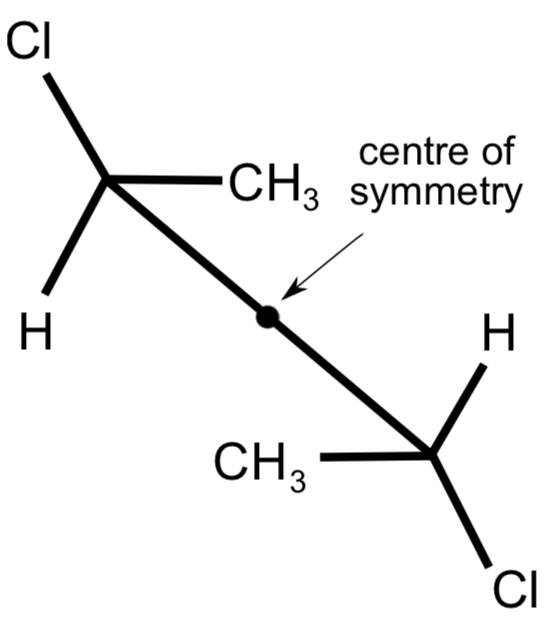 Cl
centre of
symmetry
CH₃
H
H
CH₃
Cl